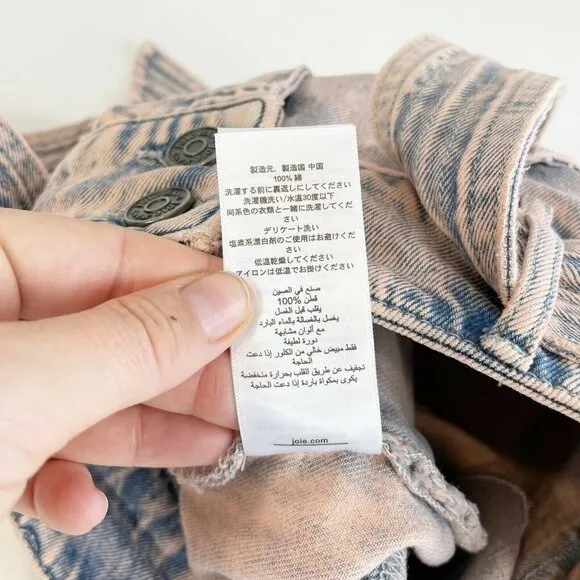 製造元、製造国 中国
100% 綿
洗濯する前に裏返しにしてください
洗濯機洗い/水温30度以下
同系色の衣類と一緒に洗濯してくださ
い
デリケート洗い
塩素系漂白剤のご使用はお避けくださ
い
低温乾燥してください
アイロンは低温でお掛けください
صنع في الصين
قطن 100%
يقلب قبل الغسل
يغسل بالغسالة بالماء البارد
مع ألوان مشابهة
دورة لطيفة
فقط مبيض خالي من الكلور إذا دعت
الحاجة
تجفيف عن طريق القلب بحرارة منخفضة
يكوى بمكواة باردة إذا دعت الحاجة
joie.com